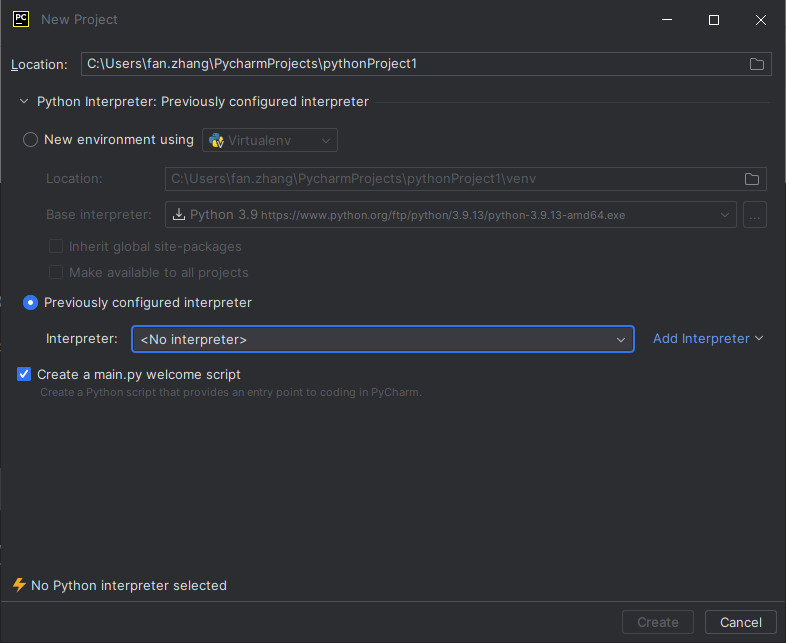 PC New Project
Location: C:\Users\fan.zhang\PycharmProjects\pythonProject1
Python Interpreter: Previously configured interpreter
New environment using Virtualenv
Location: C:\Users\fan.zhang\PycharmProjects\pythonProject1\venv
Base interpreter: Python 3.9 https://www.python.org/ftp/python/3.9.13/python-3.9.13-amd64.exe ...
Inherit global site-packages
Make available to all projects
Previously configured interpreter
Interpreter: <No interpreter> Add Interpreter
Create a main.py welcome script
Create a Python script that provides an entry point to coding in PyCharm.
No Python interpreter selected
Create Cancel